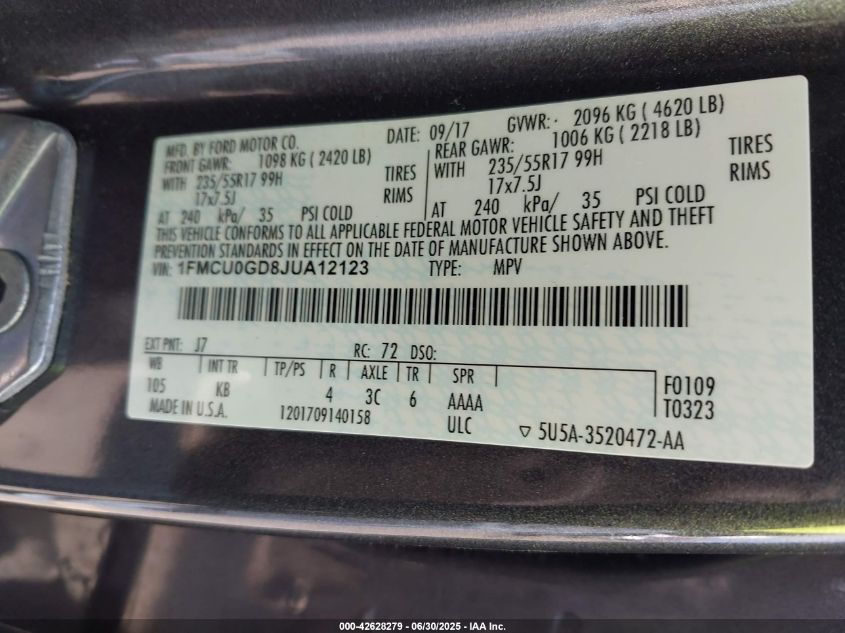 MFD. BY FORD MOTOR CO. DATE: 09/17 GVWR: 2096 KG ( 4620 LB)
FRONT GAWR: 1098 KG ( 2420 LB) REAR GAWR: 1006 KG ( 2218 LB)
WITH 235/55R17 99H TIRES WITH 235/55R17 99H TIRES
17x7.5J RIMS 17x7.5J RIMS
AT 240 kPa/ 35 PSI COLD AT 240 kPa/ 35 PSI COLD
THIS VEHICLE CONFORMS TO ALL APPLICABLE FEDERAL MOTOR VEHICLE SAFETY AND THEFT
PREVENTION STANDARDS IN EFFECT ON THE DATE OF MANUFACTURE SHOWN ABOVE.
VIN: 1FMCU0GD8JUA12123 TYPE: MPV
EXT PNT: J7 RC: 72 DSO:
WB INT TR TP/PS R AXLE TR SPR F0109
105 KB 4 3C 6 AAAA T0323
MADE IN U.S.A. 1201709140158 ULC ▽ 5U5A-3520472-AA
000-42628279 - 06/30/2025 - IAA Inc.